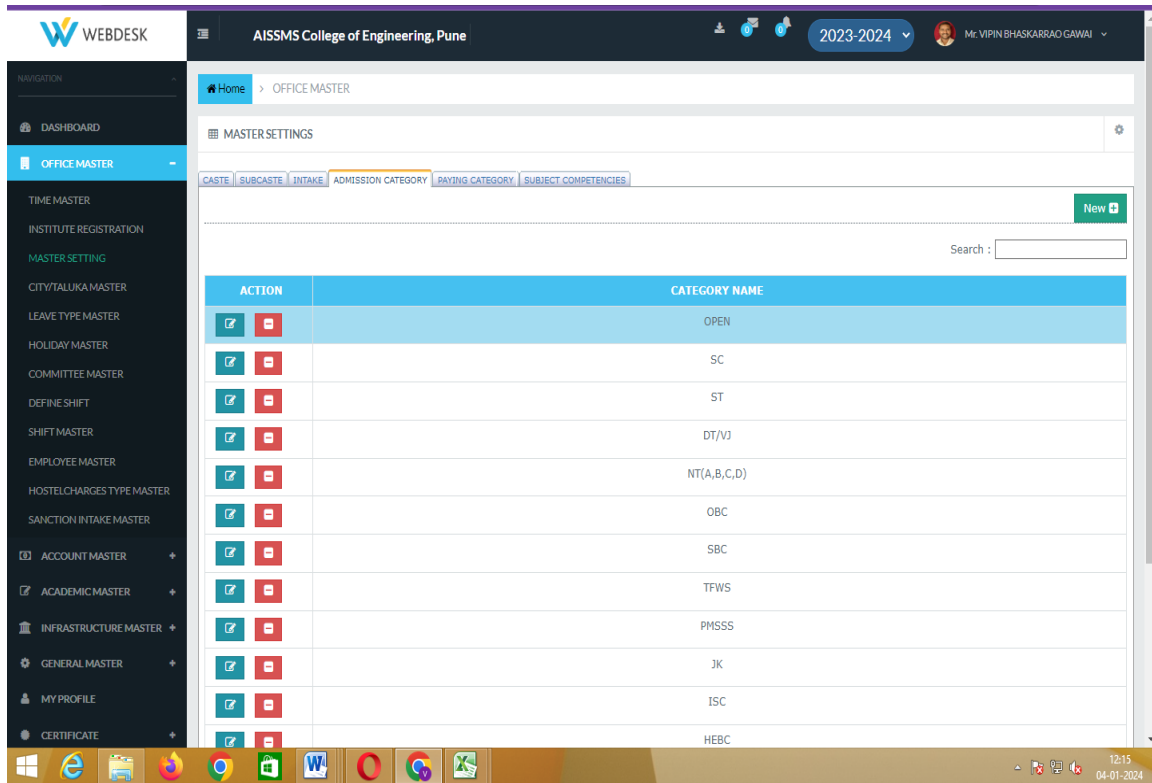 WEBDESK
AISSMS College of Engineering, Pune
0
0
2023-2024
Mr. VIPIN BHASKARRAO GAWAI
NAVIGATION
DASHBOARD
OFFICE MASTER
TIME MASTER
INSTITUTE REGISTRATION
MASTER SETTING
CITY/TALUKA MASTER
LEAVE TYPE MASTER
HOLIDAY MASTER
COMMITTEE MASTER
DEFINE SHIFT
SHIFT MASTER
EMPLOYEE MASTER
HOSTELCHARGES TYPE MASTER
SANCTION INTAKE MASTER
ACCOUNT MASTER
ACADEMIC MASTER
INFRASTRUCTURE MASTER
GENERAL MASTER
MY PROFILE
CERTIFICATE
Home > OFFICE MASTER
MASTER SETTINGS
CASTE SUBCASTE INTAKE ADMISSION CATEGORY PAYING CATEGORY SUBJECT COMPETENCIES
New
Search :
ACTION CATEGORY NAME
OPEN
SC
ST
DT/VJ
NT(A,B,C,D)
OBC
SBC
TFWS
PMSSS
JK
ISC
HEBC
12:15
04-01-2024